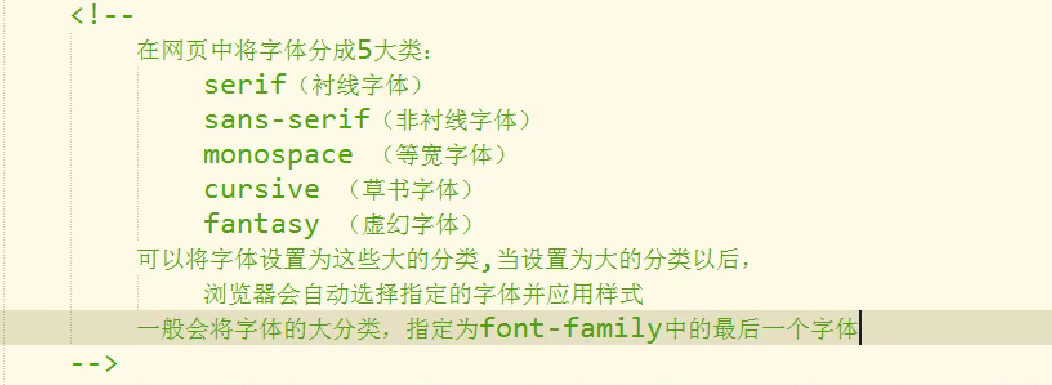 <!--
在网页中将字体分成5大类：
serif（衬线字体）
sans-serif（非衬线字体）
monospace （等宽字体）
cursive （草书字体）
fantasy （虚幻字体）
可以将字体设置为这些大的分类,当设置为大的分类以后，
浏览器会自动选择指定的字体并应用样式
一般会将字体的大分类，指定为font-family中的最后一个字体
-->